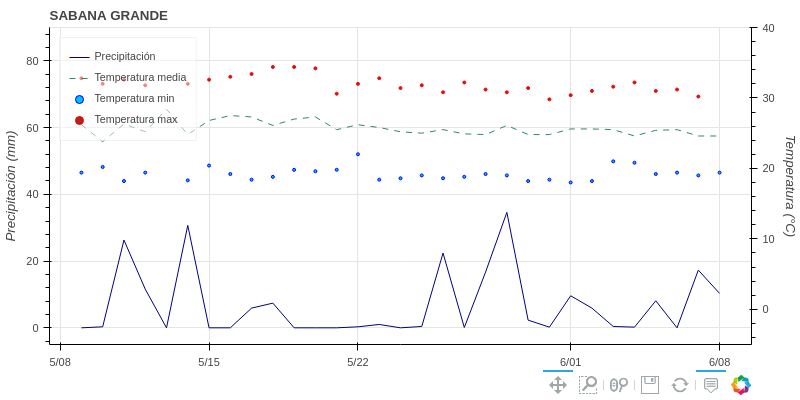 SABANA GRANDE
Precipitación
Temperatura media
Temperatura min
Temperatura max
Precipitación (mm)
80
60
40
20
0
40
30
20
10
0
Temperatura (°C)
5/08
5/15
5/22
6/01
6/08